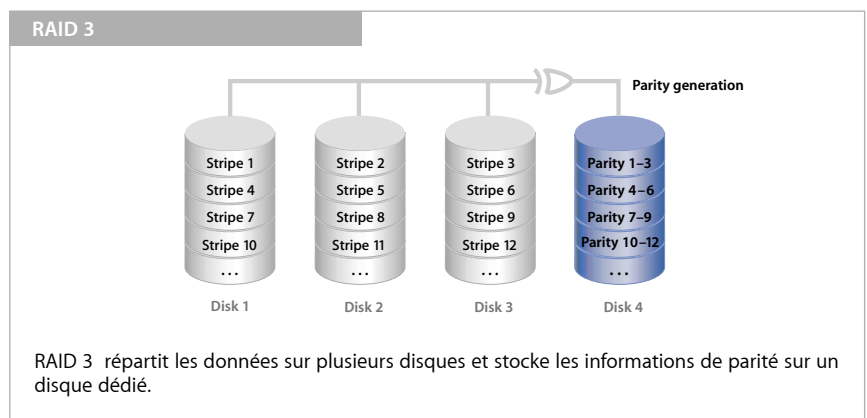 RAID 3
Parity generation
Stripe 1 Stripe 2 Stripe 3 Parity 1–3
Stripe 4 Stripe 5 Stripe 6 Parity 4–6
Stripe 7 Stripe 8 Stripe 9 Parity 7–9
Stripe 10 Stripe 11 Stripe 12 Parity 10–12
... ... ... ...
Disk 1 Disk 2 Disk 3 Disk 4
RAID 3 répartit les données sur plusieurs disques et stocke les informations de parité sur un
disque dédié.